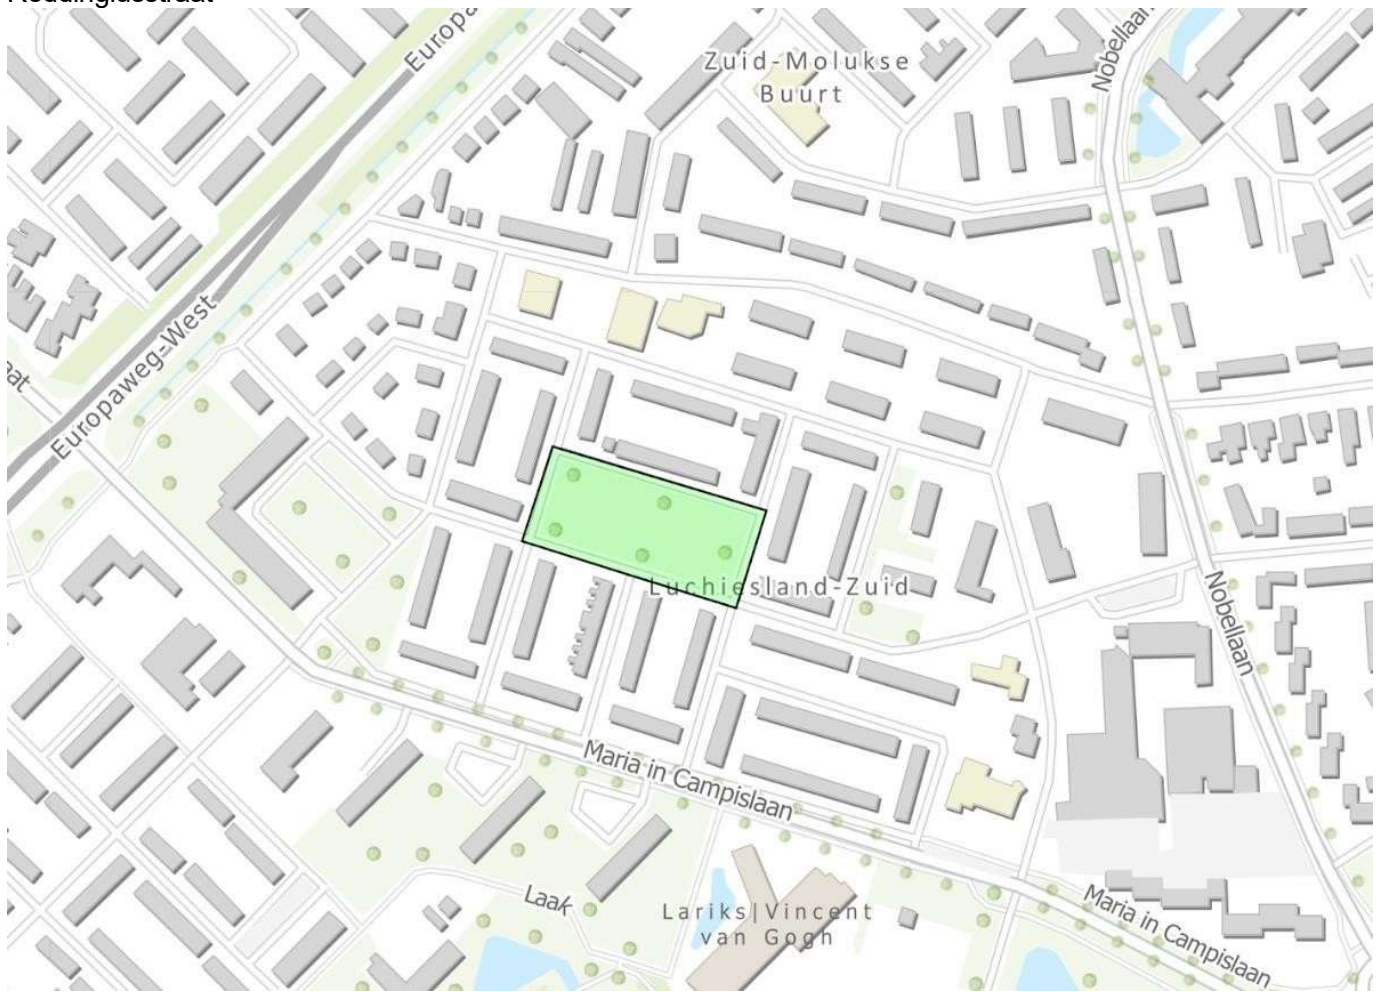 Zuid-Molukse
Buurt
Nobellaan
Europaweg-West
Luchiesland-Zuid
Nobellaan
Maria in Campislaan
Laak
Lariks|Vincent
van Gogh
Maria in Campislaan